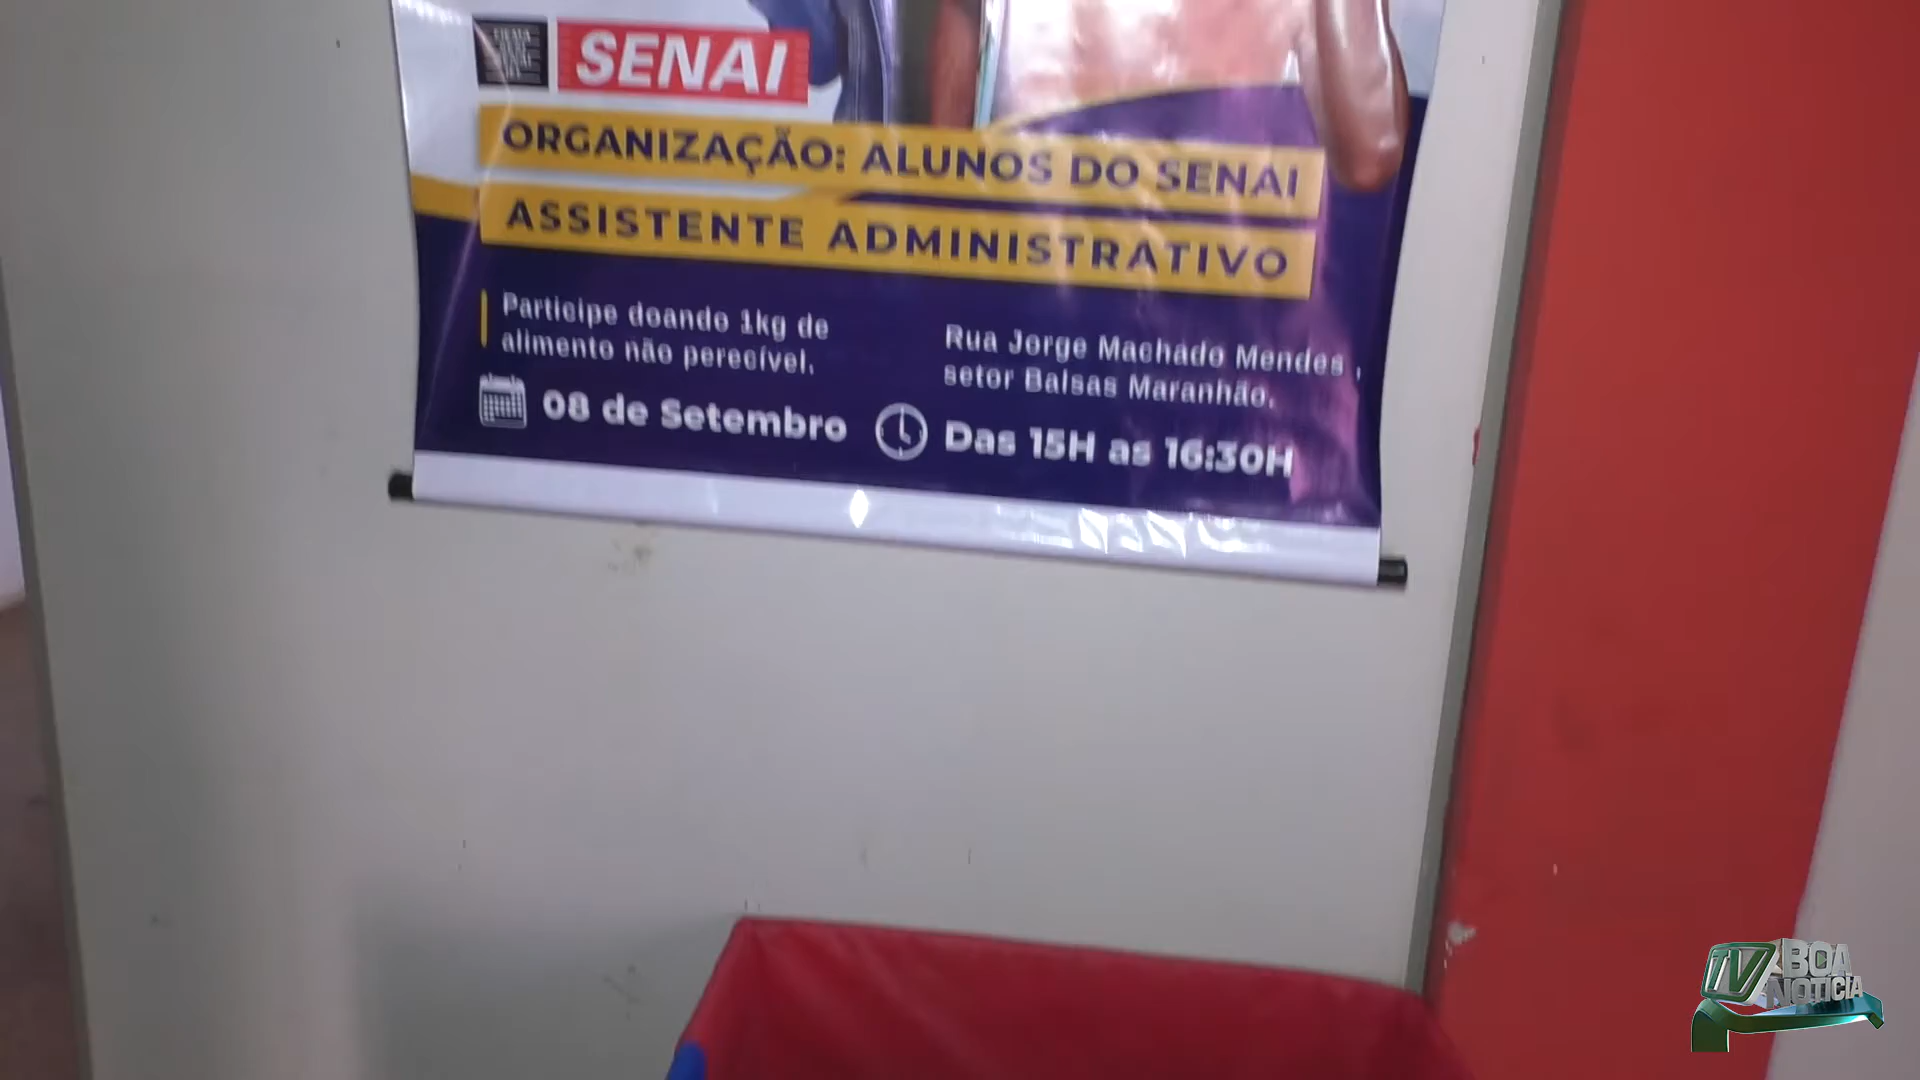 SENAI
ORGANIZAÇÃO: ALUNOS DO SENAI
ASSISTENTE ADMINISTRATIVO
Participe doando 1kg de
alimento não perecível.
08 de Setembro
Rua Jorge Machado Mendes ,
setor Balsas Maranhão.
Das 15H as 16:30H
TV BOA
NOTÍCIA